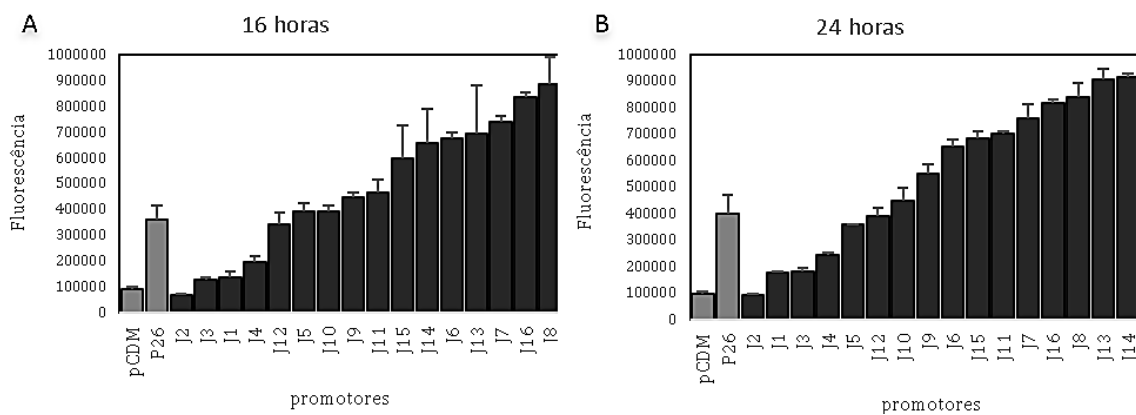 A
16 horas
Fluorescência
1000000
900000
800000
700000
600000
500000
400000
300000
200000
100000
0
pCDM
P26
J2
J3
J1
J4
J12
J5
J10
J9
J11
J15
J14
J6
J13
J7
J16
J8
promotores
B
24 horas
Fluorescência
1000000
900000
800000
700000
600000
500000
400000
300000
200000
100000
0
pCDM
P26
J2
J1
J3
J4
J5
J12
J10
J9
J6
J15
J11
J7
J16
J8
J13
J14
promotores